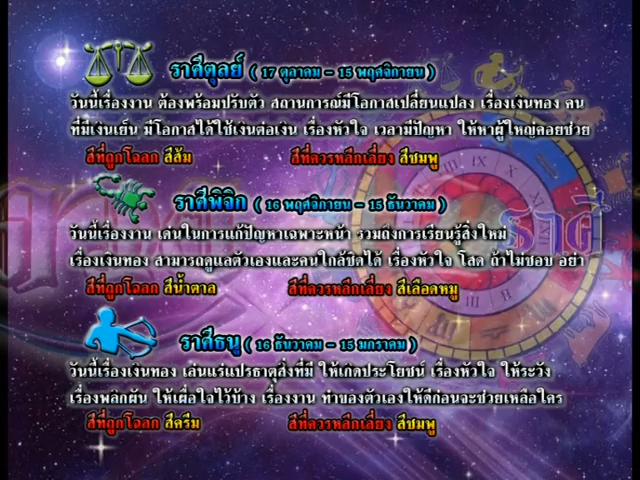 ราศีตุลย์ ( 17 ตุลาคม – 15 พฤศจิกายน )
วันนี้เรื่องงาน ต้องพร้อมปรับตัว สถานการณ์มีโอกาสเปลี่ยนแปลง เรื่องเงินทอง คน
ที่มีเงินเย็น มีโอกาสได้ใช้เงินต่อเงิน เรื่องหัวใจ เวลามีปัญหา ให้หาผู้ใหญ่คอยช่วย
สีที่ถูกโฉลก สีส้ม สีที่ควรหลีกเลี่ยง สีชมพู
ราศีพิจิก ( 16 พฤศจิกายน – 15 ธันวาคม )
วันนี้เรื่องงาน เด่นในการแก้ปัญหาเฉพาะหน้า รวมถึงการเรียนรู้สิ่งใหม่
เรื่องเงินทอง สามารถดูแลตัวเองและคนใกล้ชิดได้ เรื่องหัวใจ โสด ถ้าไม่ชอบ อย่า
สีที่ถูกโฉลก สีน้ำตาล สีที่ควรหลีกเลี่ยง สีเลือดหมู
ราศีธนู ( 16 ธันวาคม – 15 มกราคม )
วันนี้เรื่องเงินทอง เล่นแร่แปรธาตุสิ่งที่มี ให้เกิดประโยชน์ เรื่องหัวใจ ให้ระวัง
เรื่องพลิกผัน ให้เผื่อใจไว้บ้าง เรื่องงาน ทำของตัวเองให้ดีก่อนจะช่วยเหลือใคร
สีที่ถูกโฉลก สีครีม สีที่ควรหลีกเลี่ยง สีชมพู
ราศี